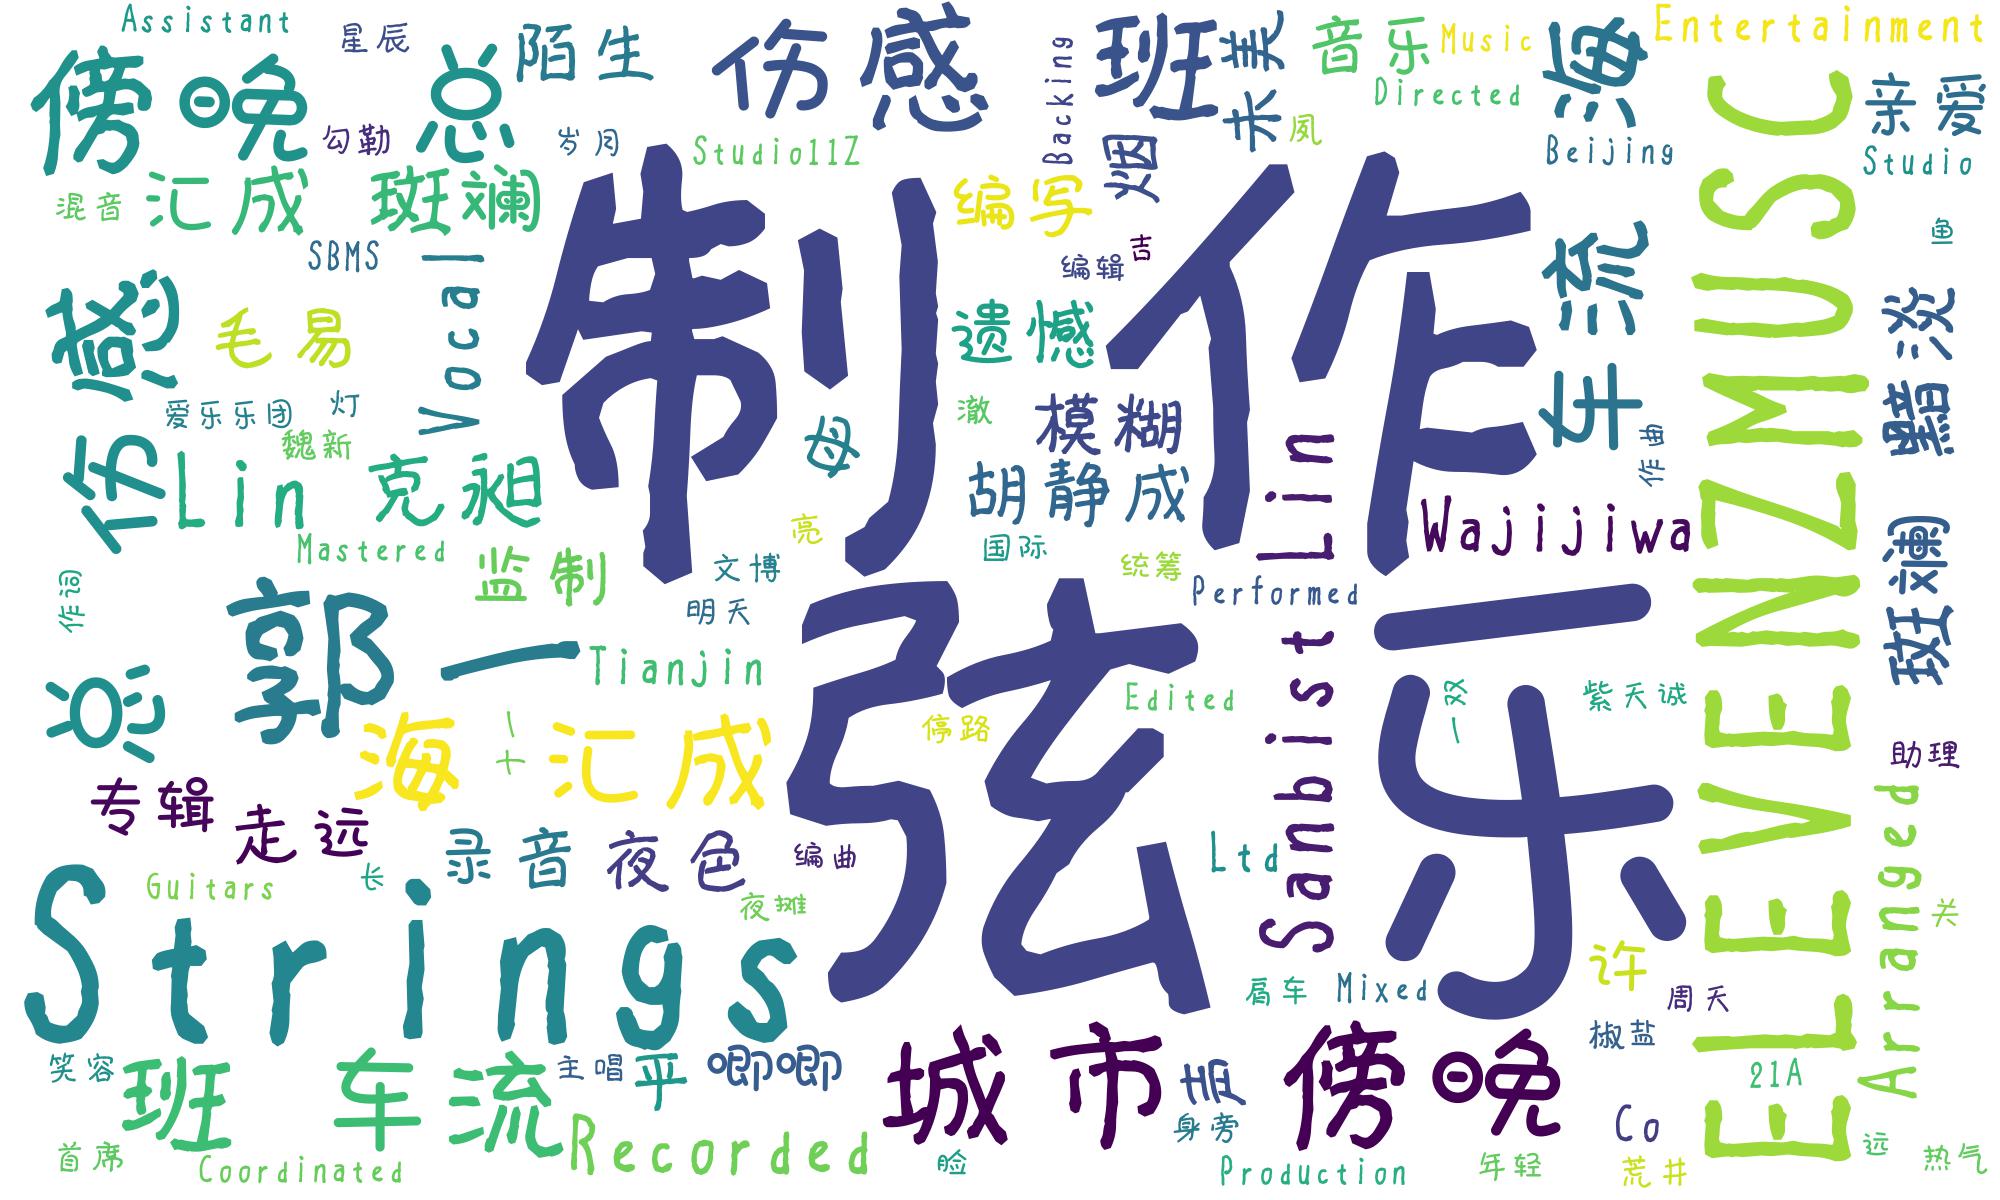 Assistant
星辰
傍晚
总
陌生
伤感
Backing
班
未美
音乐
Music
Directed
海
Entertainment
亲爱
勾勒
岁月
Studio11Z
烟
夙
Beijing
Studio
混音
汇成
斑斓
编写
SBMS
Vocal
制作
编辑
吉
车流
ELEVENZMUSC
鱼
黯淡
伤感
毛易
遗憾
爱乐乐团
灯
魏新
母
澈
模糊
作曲
Lin
克昶
胡静成
Sanbist Lin
Wajijiwa
斑斓
Mastered
监制
文博
亮
国际
统筹
Performed
作词
明天
郭一
Tianjin
弦乐
Edited
一双
紫天诚
总
海
一十
汇成
停路
助理
专辑
走远
录音
夜色
编曲
Ltd
Arranged
Strings
Guitars
长
夜摊
关
许
肩车
Mixed
周天
椒盐
笑容
班
车流
主唱
平
唧唧
城市
傍晚
21A
身旁
Co
首席
Coordinated
Recorded
脸
Production
年轻
荒井
远
热气